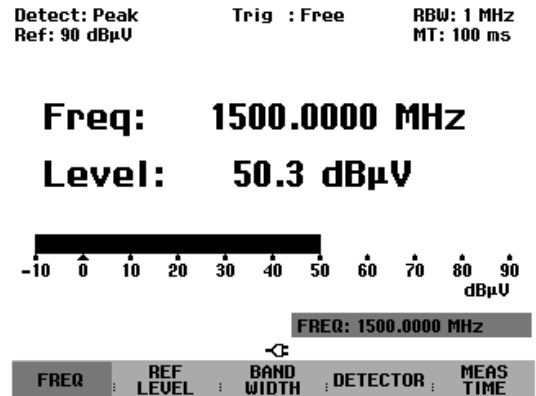 Detect: Peak Trig : Free RBW: 1 MHz
Ref: 90 dBµV MT: 100 ms
Freq: 1500.0000 MHz
Level: 50.3 dBµV
-10 0 10 20 30 40 50 60 70 80 90
dBµV
FREQ: 1500.0000 MHz
FREQ : REF LEVEL : BAND WIDTH : DETECTOR : MEAS TIME